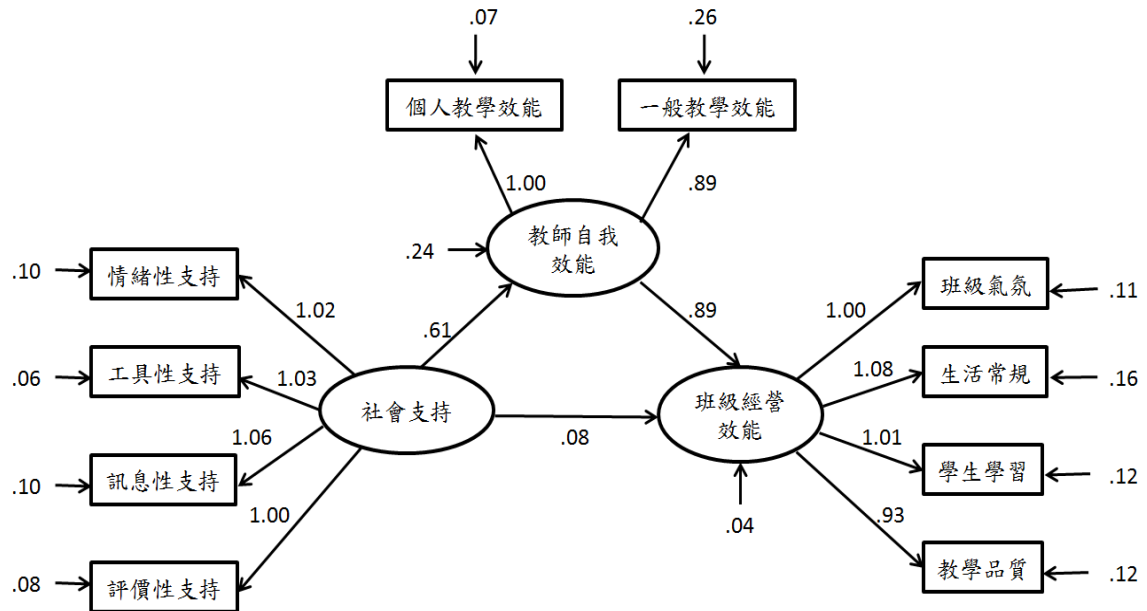 .07
.26
個人教學效能
一般教學效能
1.00
.89
教師自我
效能
.24
.10
情緒性支持
1.02
.61
.89
1.00
班級氣氛
.11
.06
工具性支持
1.03
社會支持
.08
班級經營
效能
1.08
生活常規
.16
.10
訊息性支持
1.06
1.01
學生學習
.12
1.00
.04
.93
.08
評價性支持
教學品質
.12